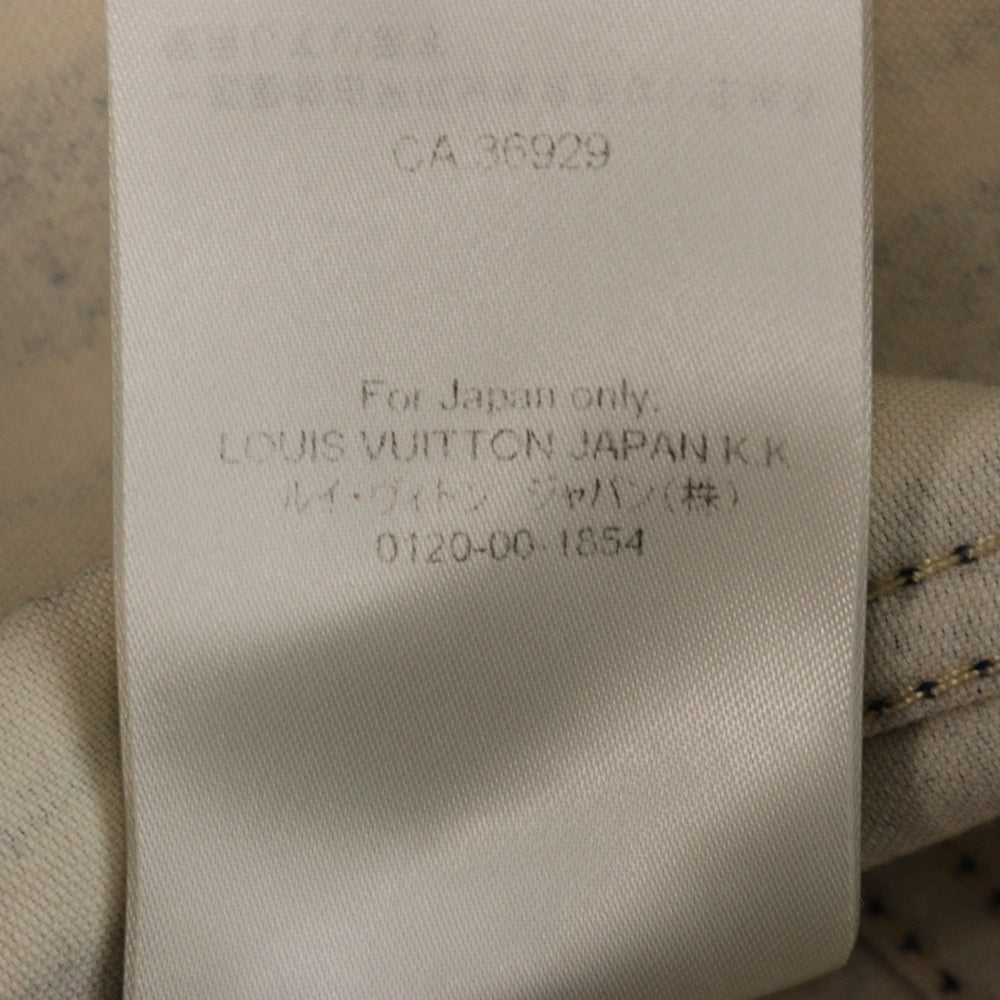 CA 36929
For Japan only:
LOUIS VUITTON JAPAN K.K
ルイ・ヴィトン ジャパン(株)
0120-00-1854